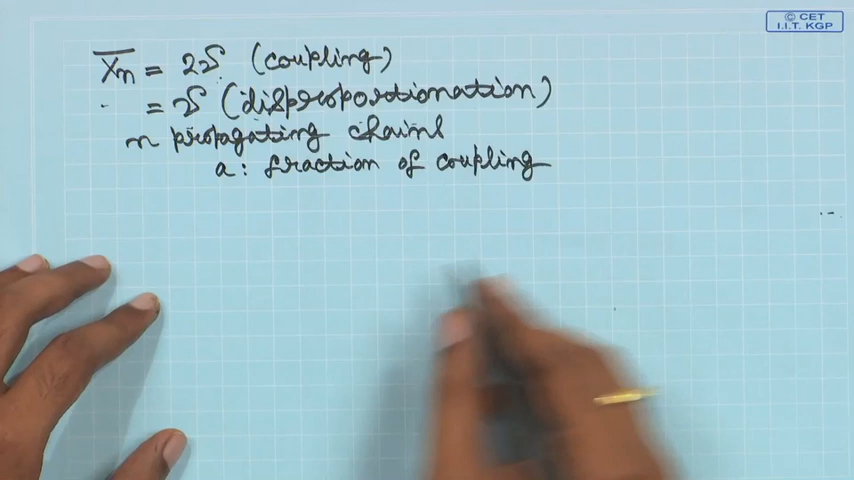 © CET
I.I.T. KGP
X̅n̅ = 2𝜈 (coupling)
= 𝜈 (disproportionation)
n propagating chains
a: fraction of coupling